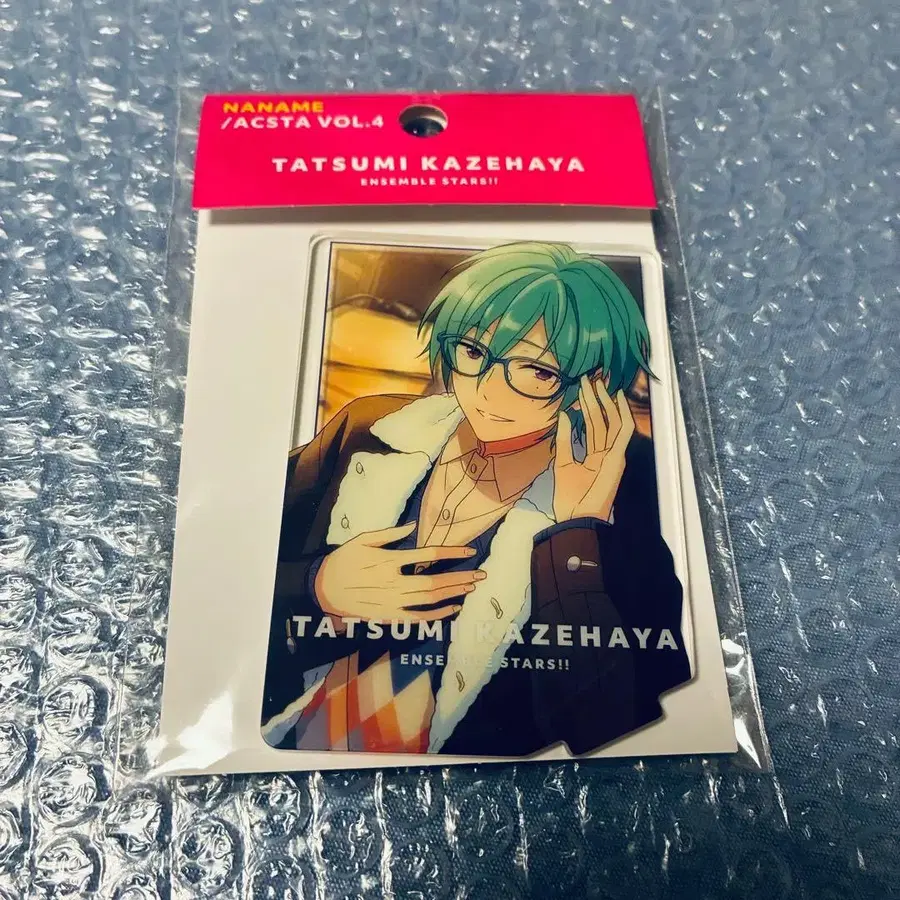 NANAME
/ACSTA VOL.4
TATSUMI KAZEHAYA
ENSEMBLE STARS!!
TATSUMI KAZEHAYA
ENSEMBLE STARS!!